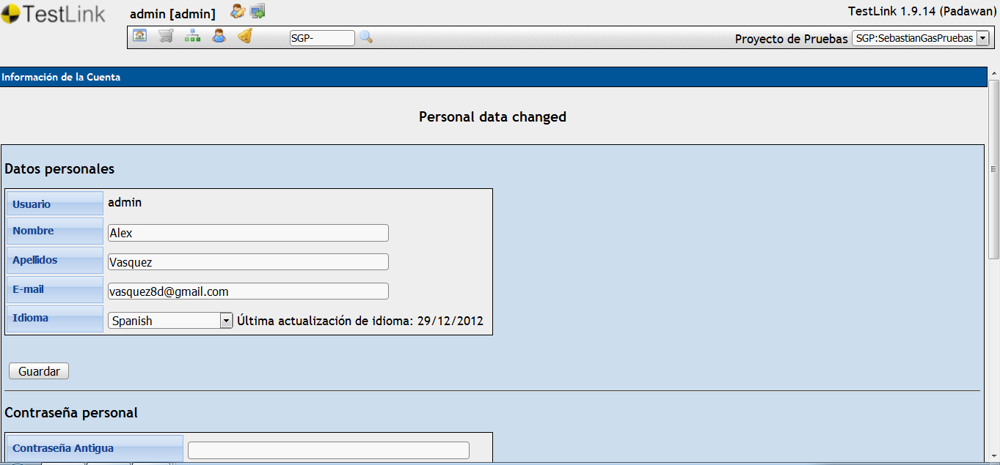 TestLink
admin [admin]
TestLink 1.9.14 (Padawan)
SGP-
Proyecto de Pruebas SGP:SebastianGasPruebas
Información de la Cuenta
Personal data changed
Datos personales
Usuario admin
Nombre Alex
Apellidos Vasquez
E-mail vasquez8d@gmail.com
Idioma Spanish Última actualización de idioma: 29/12/2012
Guardar
Contraseña personal
Contraseña Antigua